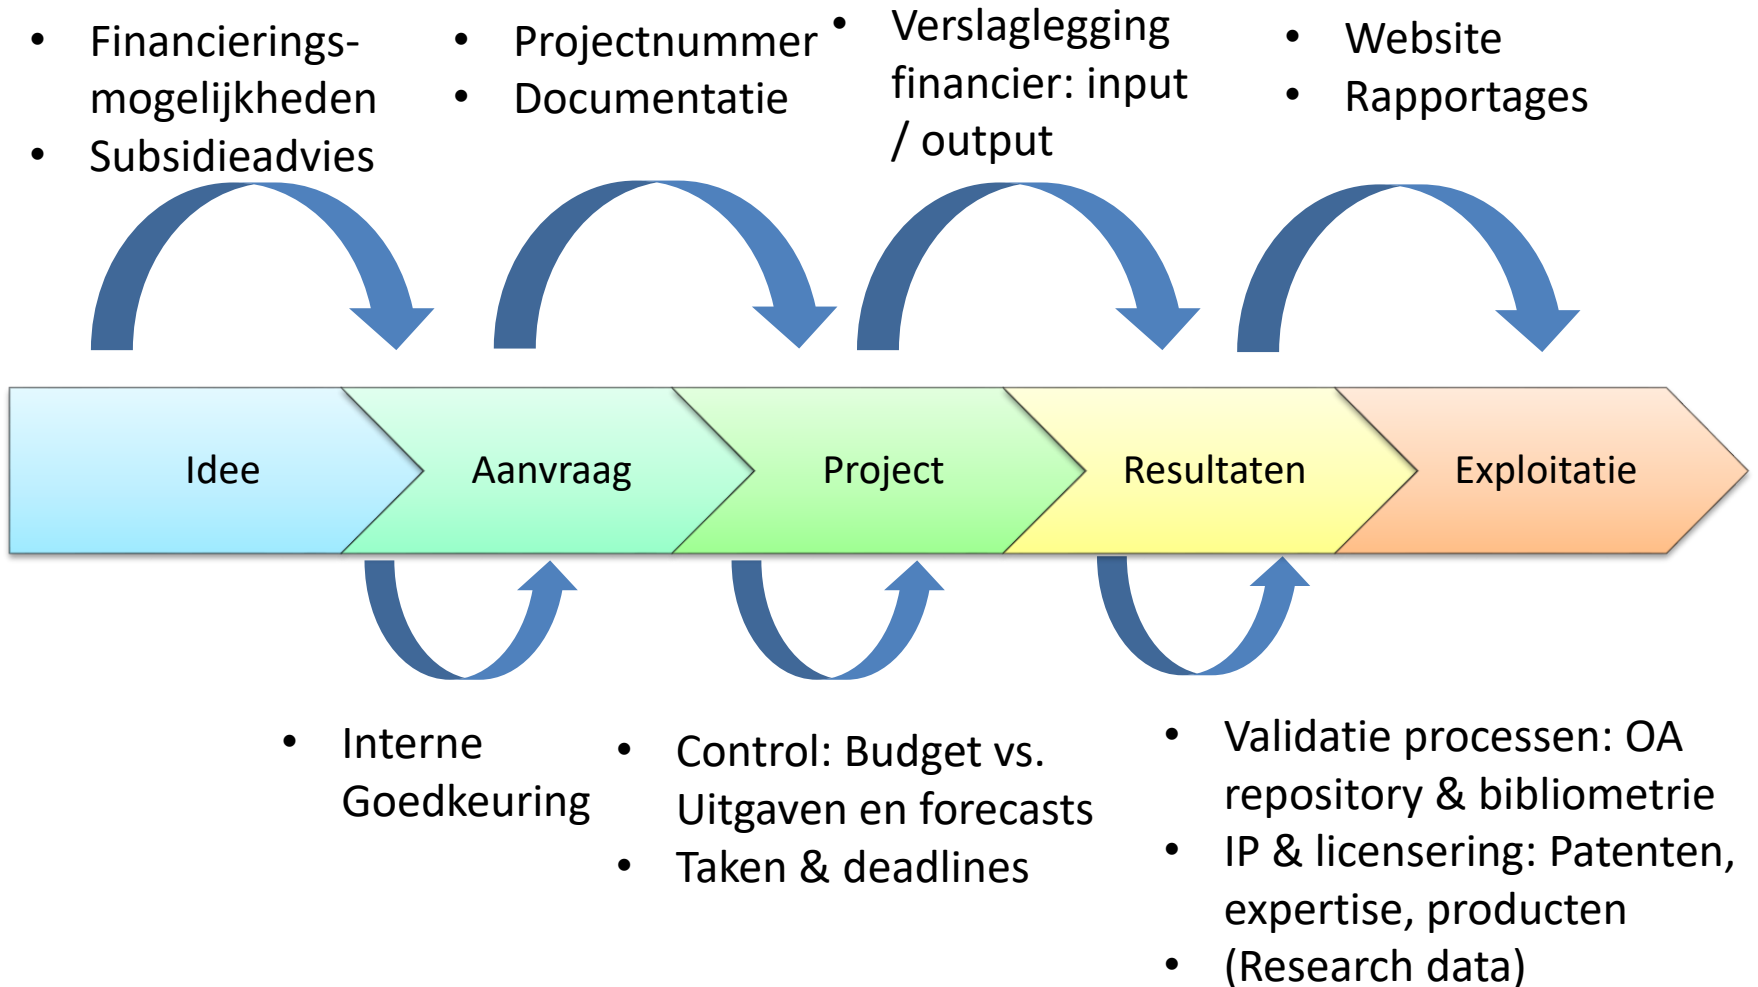 • Financierings-
mogelijkheden
• Subsidieadvies
• Projectnummer
• Documentatie
• Verslaglegging
financier: input
/ output
• Website
• Rapportages
Idee
Aanvraag
Project
Resultaten
Exploitatie
• Interne
Goedkeuring
• Control: Budget vs.
Uitgaven en forecasts
• Taken & deadlines
• Validatie processen: OA
repository & bibliometrie
• IP & licensering: Patenten,
expertise, producten
• (Research data)